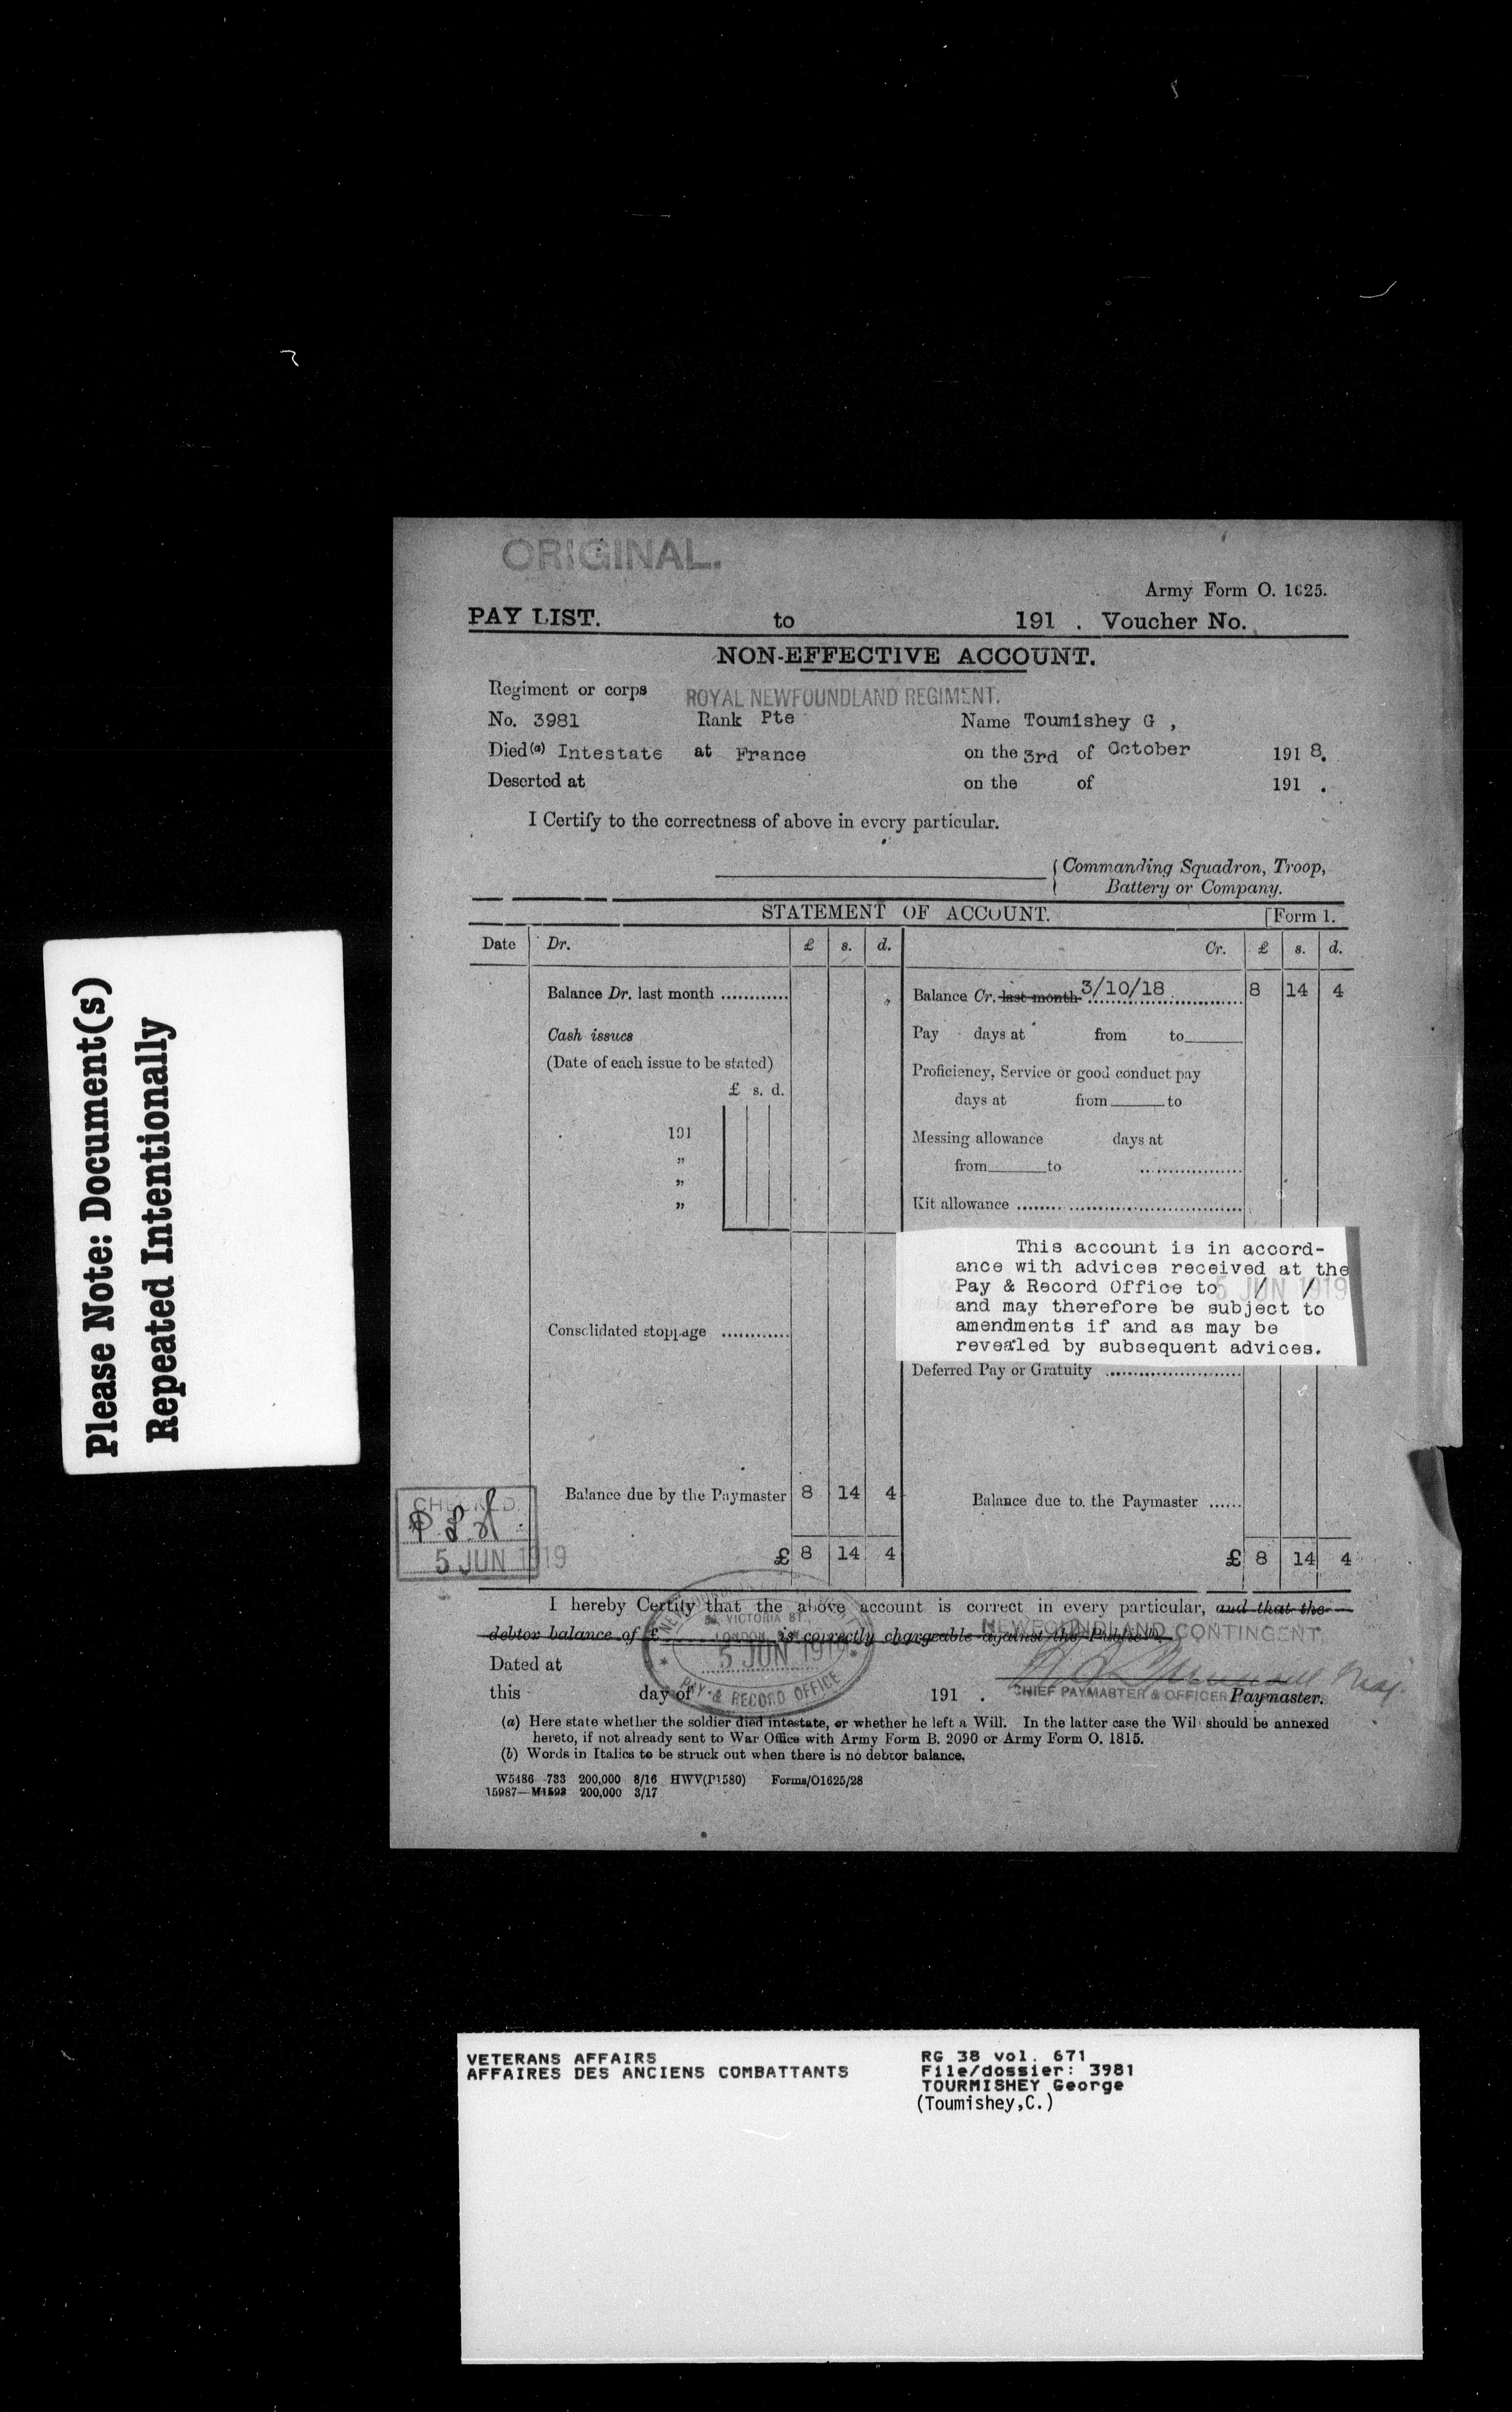 Please Note: Document(s)
Repeated Intentionally
ORIGINAL.
Army Form O. 1625.
PAY LIST. to 191 . Voucher No.
NON-EFFECTIVE ACCOUNT.
Regiment or corps ROYAL NEWFOUNDLAND REGIMENT.
No. 3981 Rank Pte Name Toumishey G ,
Died (a) Intestate at France on the 3rd of October 191 8.
Deserted at on the of 191 .
I Certify to the correctness of above in every particular.
Commanding Squadron, Troop,
Battery or Company.
STATEMENT OF ACCOUNT. [Form 1.
Date Dr. £ s. d. Cr. £ s. d.
Balance Dr. last month ............ Balance Cr. last month 3/10/18 8 14 4
Cash issues Pay days at from to
(Date of each issue to be stated) Proficiency, Service or good conduct pay
£ s. d. days at from to
191 Messing allowance days at
" from to
"
" Kit allowance
This account is in accord-
ance with advices received at the
Pay & Record Office to 5 JUN 1919
and may therefore be subject to
amendments if and as may be
revealed by subsequent advices.
Consolidated stoppage ............
Deferred Pay or Gratuity
Balance due by the Paymaster 8 14 4 Balance due to the Paymaster ......
CHECKED
5 JUN 1919
£ 8 14 4 £ 8 14 4
I hereby Certify that the above account is correct in every particular, and that the
debtor balance of £ is correctly chargeable against the Public.
NEWFOUNDLAND CONTINGENT.
VICTORIA ST.
5 JUN 1919
PAY & RECORD OFFICE
Dated at
this day of 191 . CHIEF PAYMASTER & OFFICER Paymaster.
(a) Here state whether the soldier died intestate, or whether he left a Will. In the latter case the Will should be annexed
hereto, if not already sent to War Office with Army Form B. 2090 or Army Form O. 1815.
(b) Words in Italics to be struck out when there is no debtor balance.
W5486 733 200,000 8/16 HWV(P1580) Forms/O1625/28
15987—M1593 200,000 3/17
VETERANS AFFAIRS
AFFAIRES DES ANCIENS COMBATTANTS
RG 38 vol. 671
File/dossier: 3981
TOURMISHEY George
(Toumishey,C.)